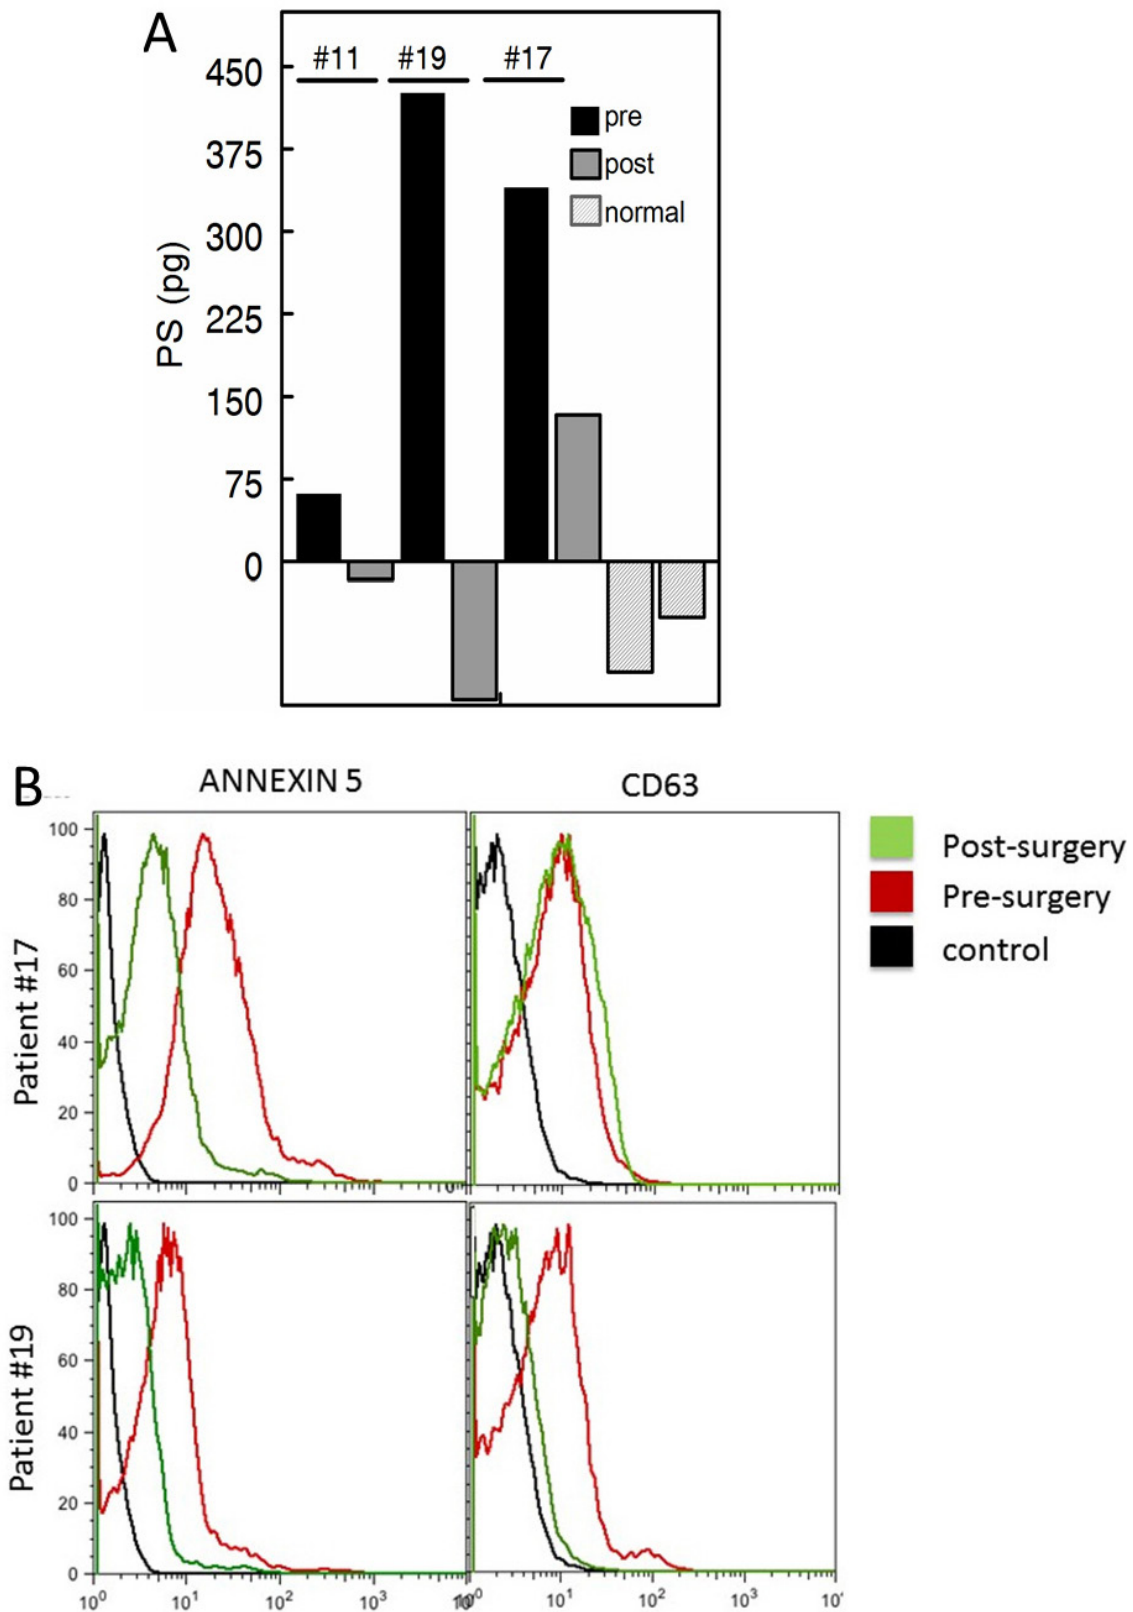 A
#11 #19 #17
450
375
300
225
150
75
0
PS (pg)
pre
post
normal
B
ANNEXIN 5 CD63
Patient #17
100
80
60
40
20
0
Post-surgery
Pre-surgery
control
Patient #19
100
80
60
40
20
0
10⁰ 10¹ 10² 10³ 10⁰ 10¹ 10² 10³